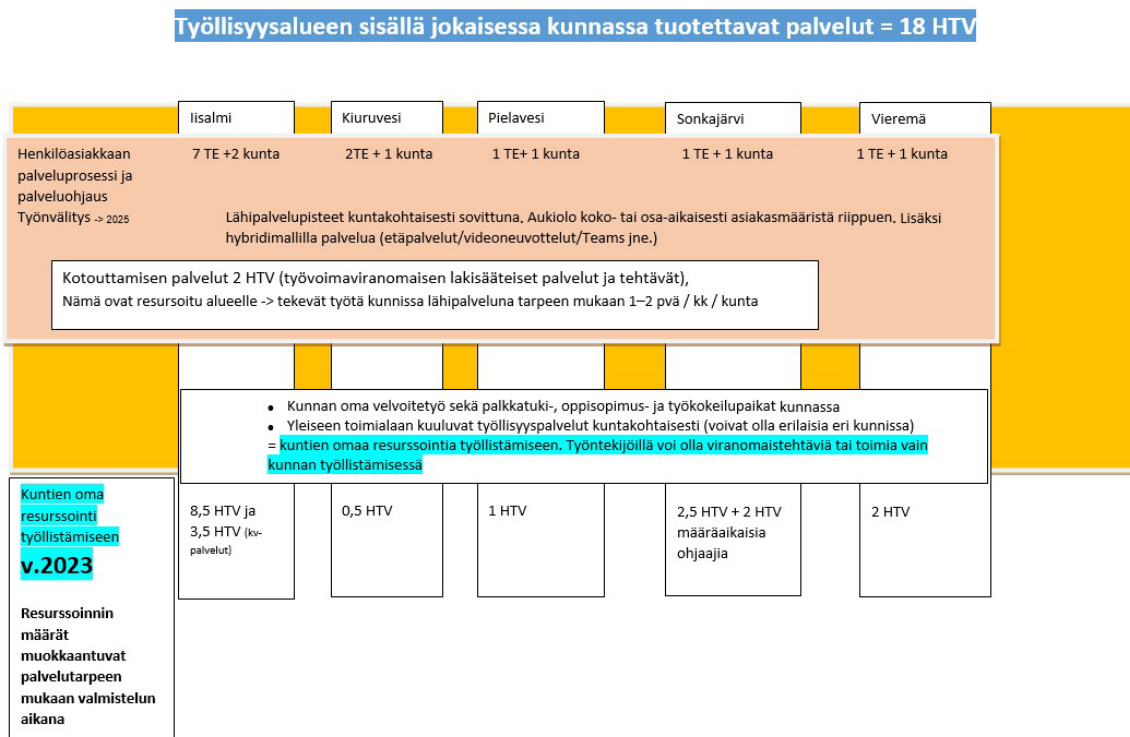 Työllisyysalueen sisällä jokaisessa kunnassa tuotettavat palvelut = 18 HTV
Iisalmi
Kiuruvesi
Pielavesi
Sonkajärvi
Vieremä
Henkilöasiakkaan
palveluprosessi ja
palveluohjaus
Työnvälitys -> 2025
7 TE +2 kunta
2TE + 1 kunta
1 TE+ 1 kunta
1 TE + 1 kunta
1 TE + 1 kunta
Lähipalvelupisteet kuntakohtaisesti sovittuna. Aukiolo koko- tai osa-aikaisesti asiakasmääristä riippuen. Lisäksi
hybridimallilla palvelua (etäpalvelut/videoneuvottelut/Teams jne.)
Kotouttamisen palvelut 2 HTV (työvoimaviranomaisen lakisääteiset palvelut ja tehtävät),
Nämä ovat resursoitu alueelle -> tekevät työtä kunnissa lähipalveluna tarpeen mukaan 1–2 pvä / kk / kunta
• Kunnan oma velvoitetyö sekä palkkatuki-, oppisopimus- ja työkokeilupaikat kunnassa
• Yleiseen toimialaan kuuluvat työllisyyspalvelut kuntakohtaisesti (voivat olla erilaisia eri kunnissa)
= kuntien omaa resurssointia työllistämiseen. Työntekijöillä voi olla viranomaistehtäviä tai toimia vain
kunnan työllistämisessä
Kuntien oma
resurssointi
työllistämiseen
v.2023
Resurssoinnin
määrät
muokkaantuvat
palvelutarpeen
mukaan valmistelun
aikana
8,5 HTV ja
3,5 HTV (kv-
palvelut)
0,5 HTV
1 HTV
2,5 HTV + 2 HTV
määräaikaisia
ohjaajia
2 HTV